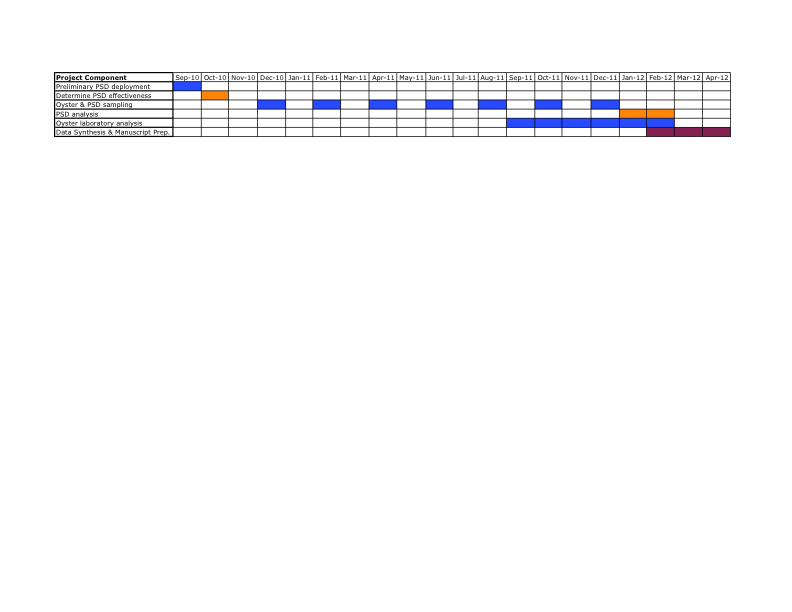 Project Component Sep-10 Oct-10 Nov-10 Dec-10 Jan-11 Feb-11 Mar-11 Apr-11 May-11 Jun-11 Jul-11 Aug-11 Sep-11 Oct-11 Nov-11 Dec-11 Jan-12 Feb-12 Mar-12 Apr-12
Preliminary PSD deployment
Determine PSD effectiveness
Oyster & PSD sampling
PSD analysis
Oyster laboratory analysis
Data Synthesis & Manuscript Prep.